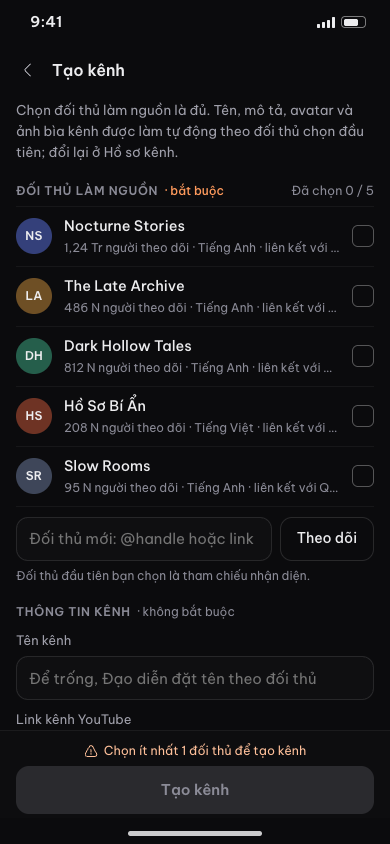 9:41
Tạo kênh
Chọn đối thủ làm nguồn là đủ. Tên, mô tả, avatar và
ảnh bìa kênh được làm tự động theo đối thủ chọn đầu
tiên; đổi lại ở Hồ sơ kênh.
ĐỐI THỦ LÀM NGUỒN · bắt buộc Đã chọn 0 / 5
NS Nocturne Stories
1,24 Tr người theo dõi · Tiếng Anh · liên kết với ...
LA The Late Archive
486 N người theo dõi · Tiếng Anh · liên kết với ...
DH Dark Hollow Tales
812 N người theo dõi · Tiếng Anh · liên kết với ...
HS Hồ Sơ Bí Ẩn
208 N người theo dõi · Tiếng Việt · liên kết với ...
SR Slow Rooms
95 N người theo dõi · Tiếng Anh · liên kết với Q...
Đối thủ mới: @handle hoặc link Theo dõi
Đối thủ đầu tiên bạn chọn là tham chiếu nhận diện.
THÔNG TIN KÊNH · không bắt buộc
Tên kênh
Để trống, Đạo diễn đặt tên theo đối thủ
Link kênh YouTube
Chọn ít nhất 1 đối thủ để tạo kênh
Tạo kênh